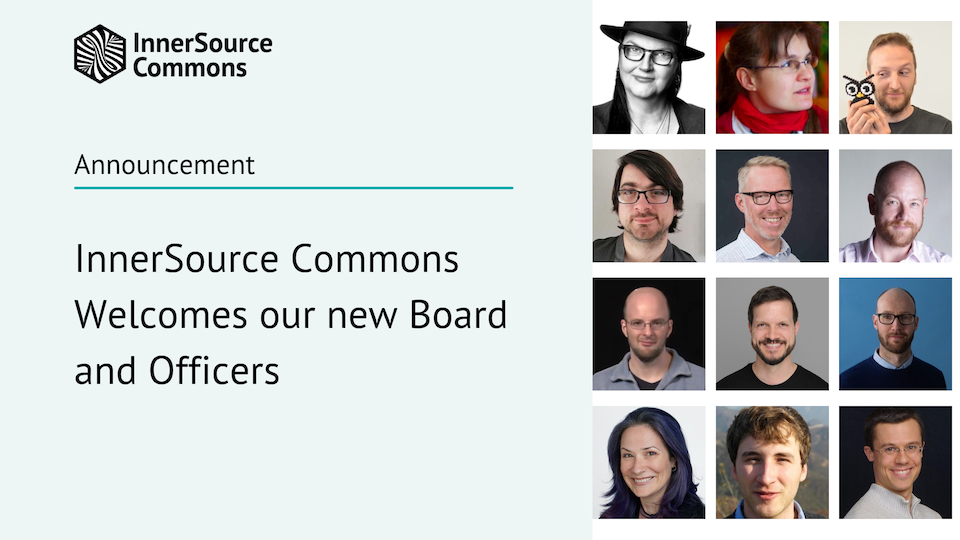 InnerSource
Commons
Announcement
InnerSource Commons
Welcomes our new Board
and Officers